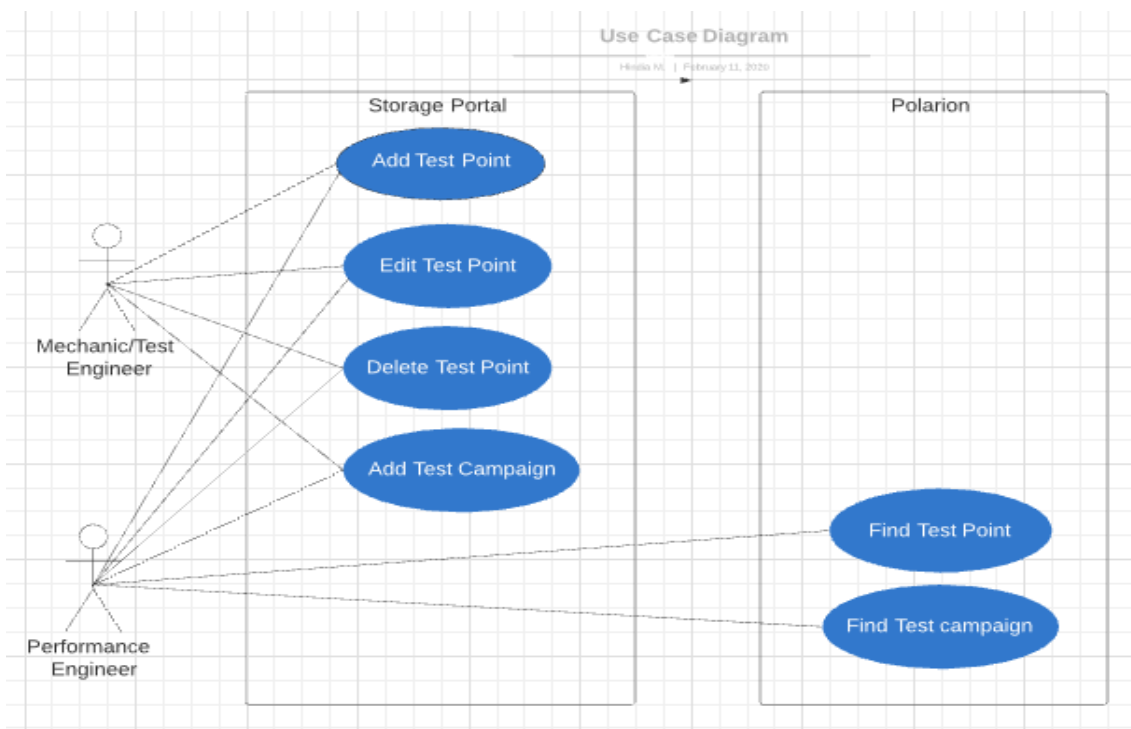 Use Case Diagram
February 11, 2020
Storage Portal
Polarion
Add Test Point
Edit Test Point
Mechanic/Test
Engineer
Delete Test Point
Add Test Campaign
Find Test Point
Find Test campaign
Performance
Engineer